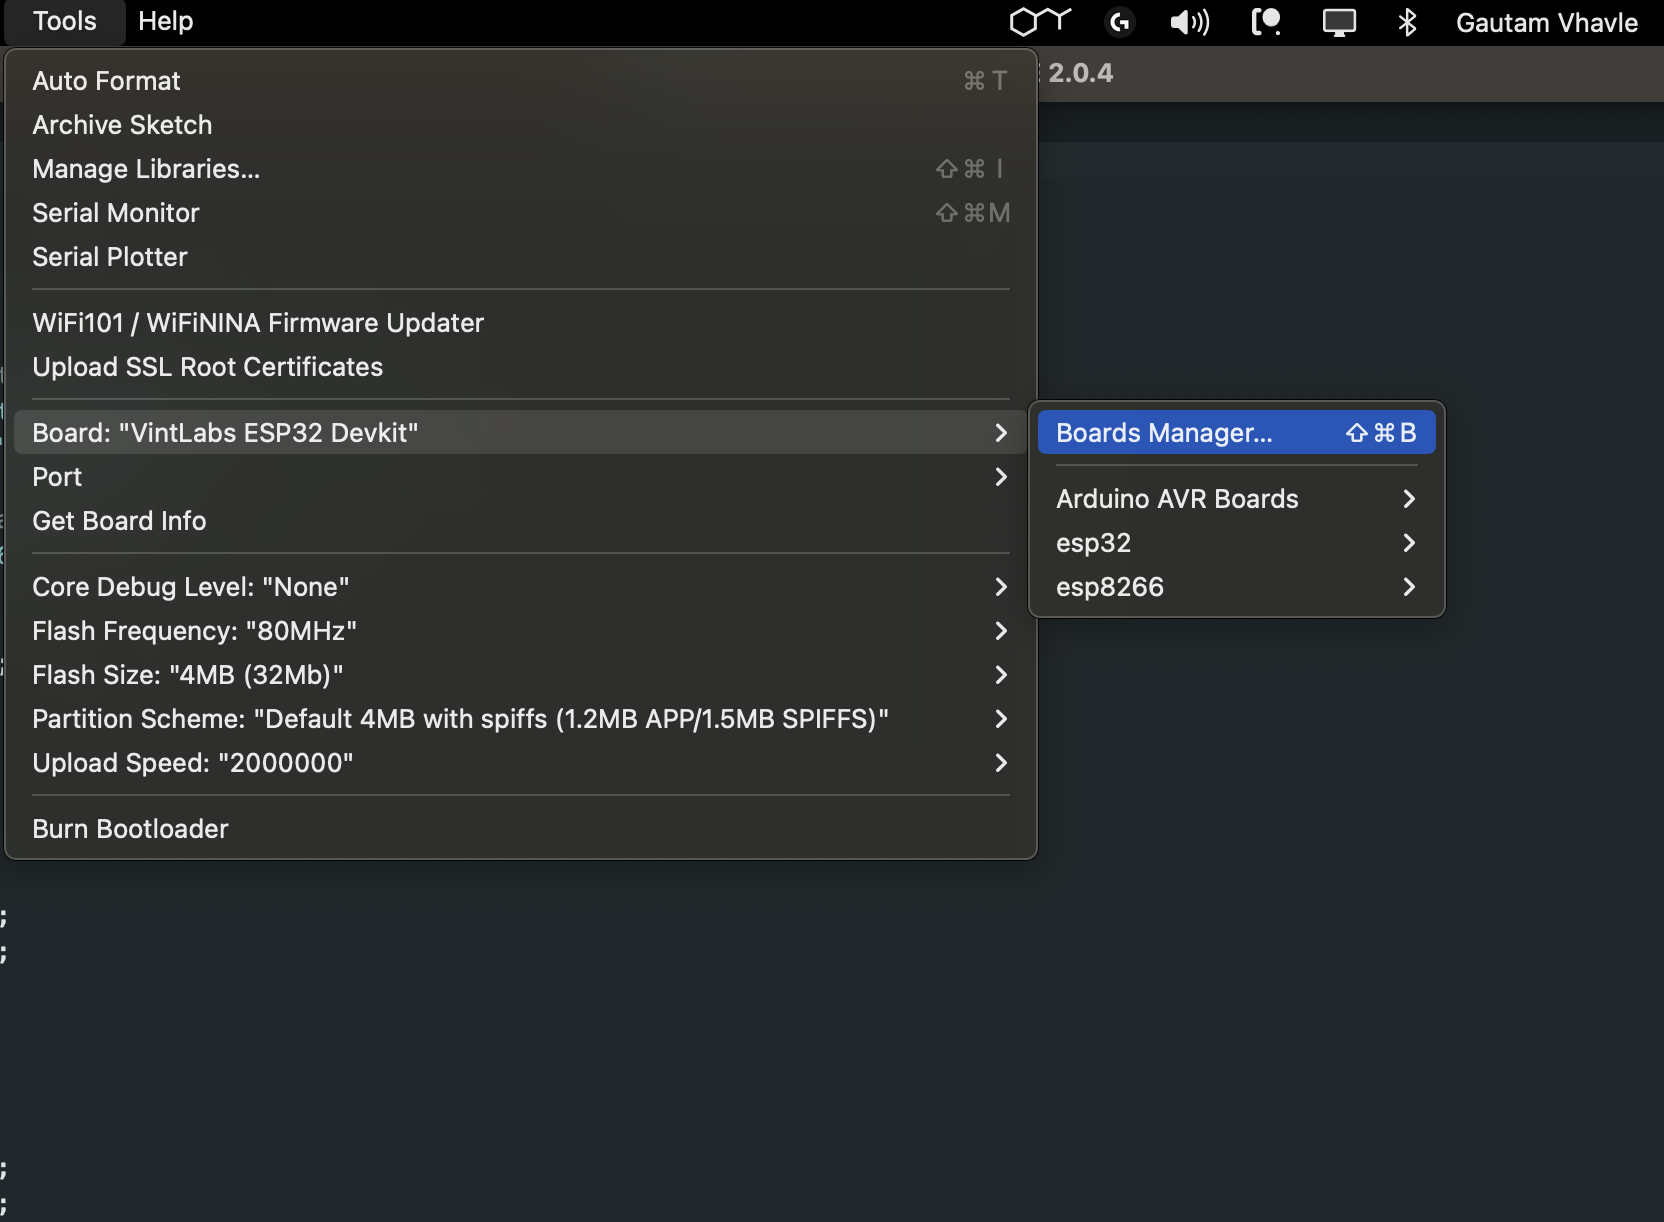 Tools Help Gautam Vhavle
2.0.4
Auto Format ⌘ T
Archive Sketch
Manage Libraries... ⇧ ⌘ I
Serial Monitor ⇧ ⌘ M
Serial Plotter
WiFi101 / WiFiNINA Firmware Updater
Upload SSL Root Certificates
Board: "VintLabs ESP32 Devkit"
Port
Get Board Info
Core Debug Level: "None"
Flash Frequency: "80MHz"
Flash Size: "4MB (32Mb)"
Partition Scheme: "Default 4MB with spiffs (1.2MB APP/1.5MB SPIFFS)"
Upload Speed: "2000000"
Burn Bootloader
Boards Manager... ⇧ ⌘ B
Arduino AVR Boards
esp32
esp8266
;
;
;
;